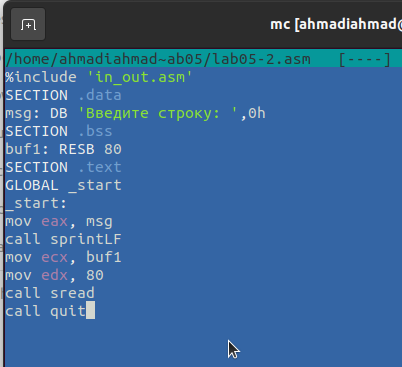 mc [ahmadiahmad@
/home/ahmadiahmad~ab05/lab05-2.asm [----]
%include 'in_out.asm'
SECTION .data
msg: DB 'Введите строку: ',0h
SECTION .bss
buf1: RESB 80
SECTION .text
GLOBAL _start
_start:
mov eax, msg
call sprintLF
mov ecx, buf1
mov edx, 80
call sread
call quit